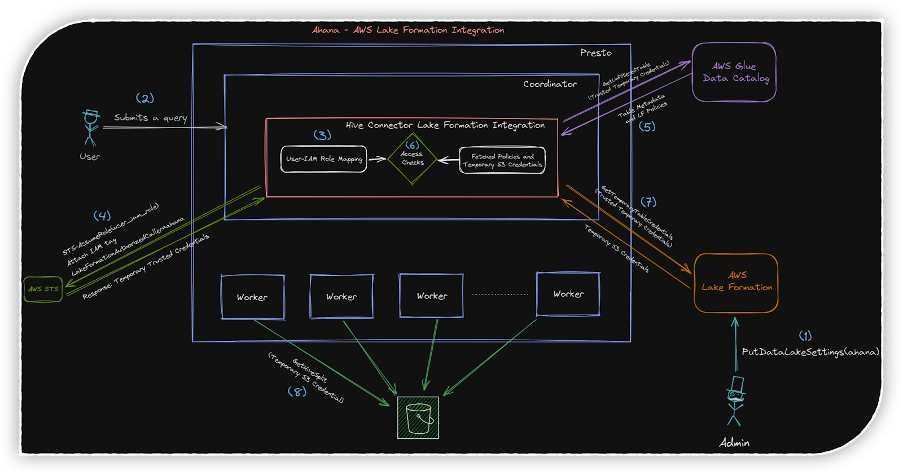 Ahana - AWS Lake Formation Integration
Presto
Coordinator
Hive Connector Lake Formation Integration
(3)
User-IAM Role Mapping
(6)
Access
Checks
Fetched Policies and
Temporary S3 Credentials
(2)
Submits a query
User
(4)
STS:AssumeRole(user_iam_role)
Attach IAM tag
LakeFormationAuthorizedCaller=ahana
Response: Temporary Trusted Credentials
AWS STS
(Trusted Temporary Credentials)
Table Metadata
and LF Policies
(5)
AWS Glue
Data Catalog
(7)
GetTemporaryTableCredentials
(Trusted Temporary Credentials)
Temporary S3 Credentials
AWS
Lake Formation
(1)
PutDataLakeSettings(ahana)
Admin
Worker
Worker
Worker
Worker
GetHiveSplit
(Temporary S3 Credential)
(8)